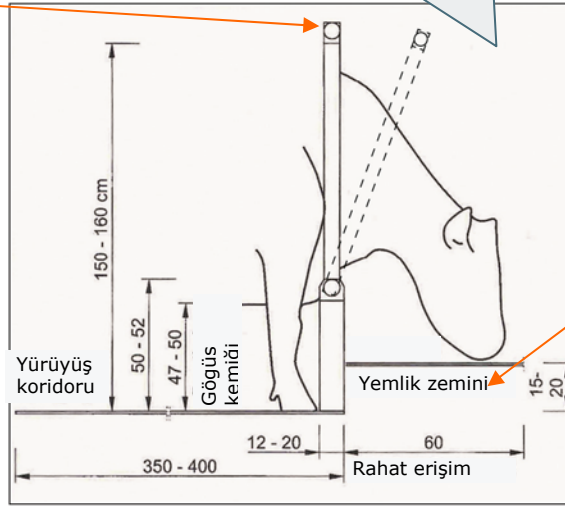 150 - 160 cm
50 - 52
47 - 50
Gögüs
kemiği
Yürüyüş
koridoru
Yemlik zemini
15-
20
12 - 20
60
350 - 400
Rahat erişim